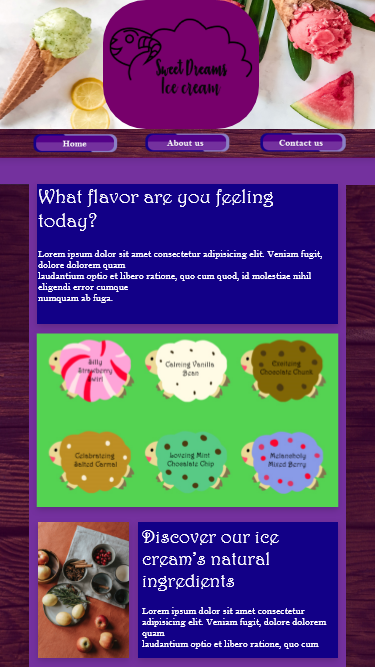 Sweet Dreams
Ice cream
Home
About us
Contact us
What flavor are you feeling
today?
Lorem ipsum dolor sit amet consectetur adipisicing elit. Veniam fugit,
dolore dolorem quam
laudantium optio et libero ratione, quo cum quod, id molestiae nihil
eligendi error cumque
numquam ab fuga.
Silly
Strawberry
Swirl
Calming Vanilla
Bean
Exciting
Chocolate Chunk
Celebrating
Salted Carmal
Loveing Mint
Chocolate Chip
Melancholy
Mixed Berry
Discover our ice
cream's natural
ingredients
Lorem ipsum dolor sit amet consectetur
adipisicing elit. Veniam fugit, dolore dolorem
quam
laudantium optio et libero ratione, quo cum